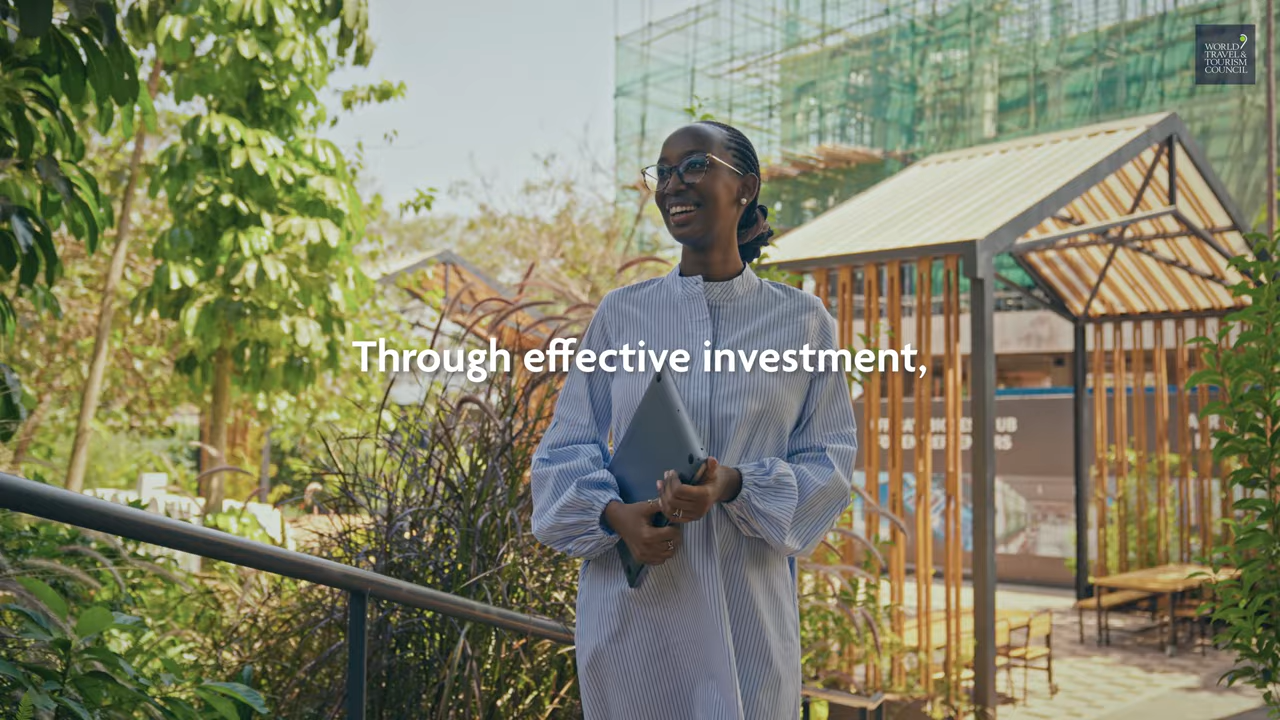 WORLD
TRAVEL &
TOURISM
COUNCIL
Through effective investment,